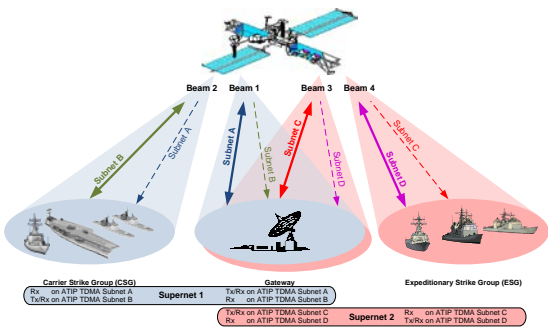 Beam 2 Beam 1 Beam 3 Beam 4
Subnet B
Subnet A
Subnet A
Subnet B
Subnet C
Subnet D
Subnet D
Subnet C
Carrier Strike Group (CSG) Gateway Expeditionary Strike Group (ESG)
Rx on ATIP TDMA Subnet A Supernet 1 Tx/Rx on ATIP TDMA Subnet A
Tx/Rx on ATIP TDMA Subnet B Rx on ATIP TDMA Subnet B
Tx/Rx on ATIP TDMA Subnet C Supernet 2 Rx on ATIP TDMA Subnet C
Rx on ATIP TDMA Subnet D Tx/Rx on ATIP TDMA Subnet D